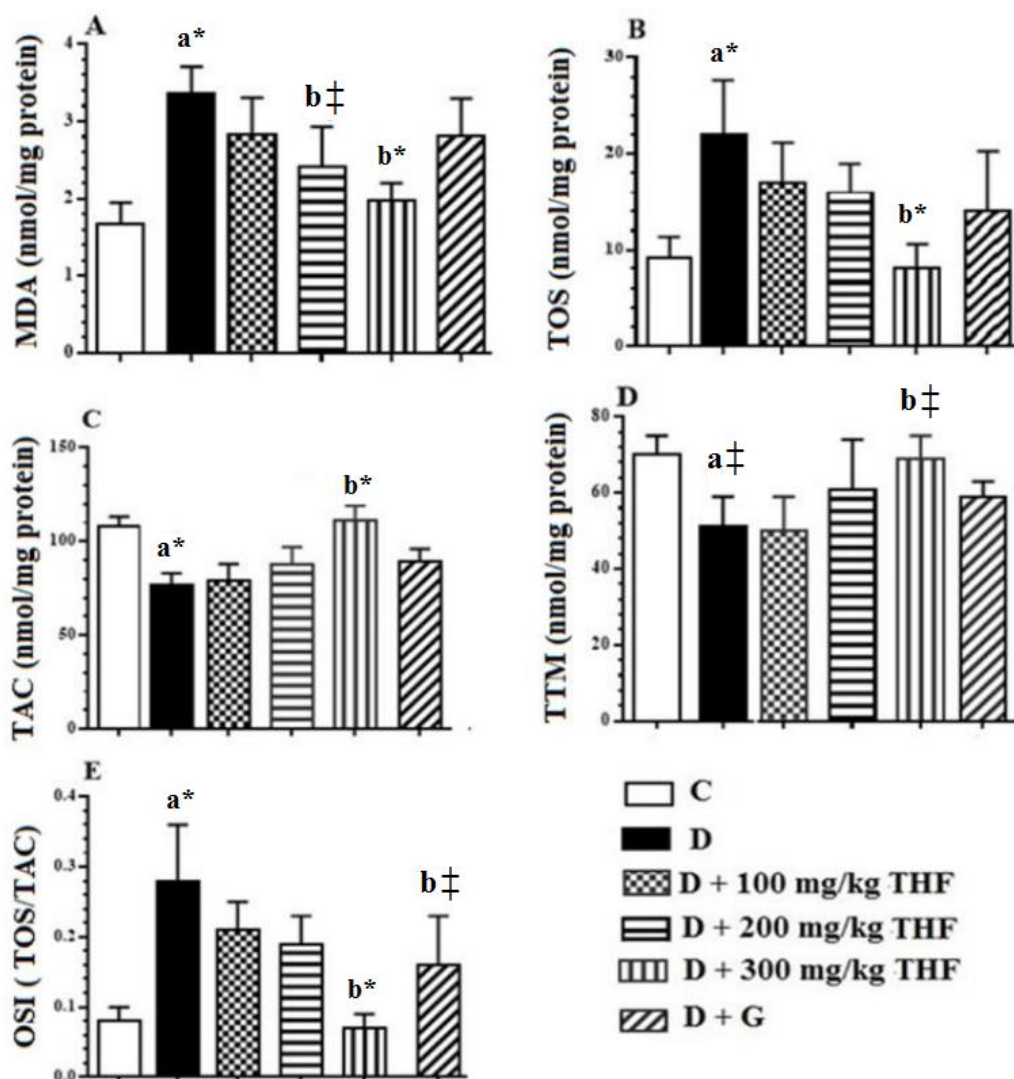 A
MDA (nmol/mg protein)
4
3
2
1
0
a*
b‡
b*
B
TOS (nmol/mg protein)
30
20
10
0
a*
b*
C
TAC (nmol/mg protein)
150
100
50
0
a*
b*
D
TTM (nmol/mg protein)
80
60
40
20
0
a‡
b‡
E
OSI ( TOS/TAC)
0.4
0.3
0.2
0.1
0.0
a*
b*
b‡
C
D
D + 100 mg/kg THF
D + 200 mg/kg THF
D + 300 mg/kg THF
D + G